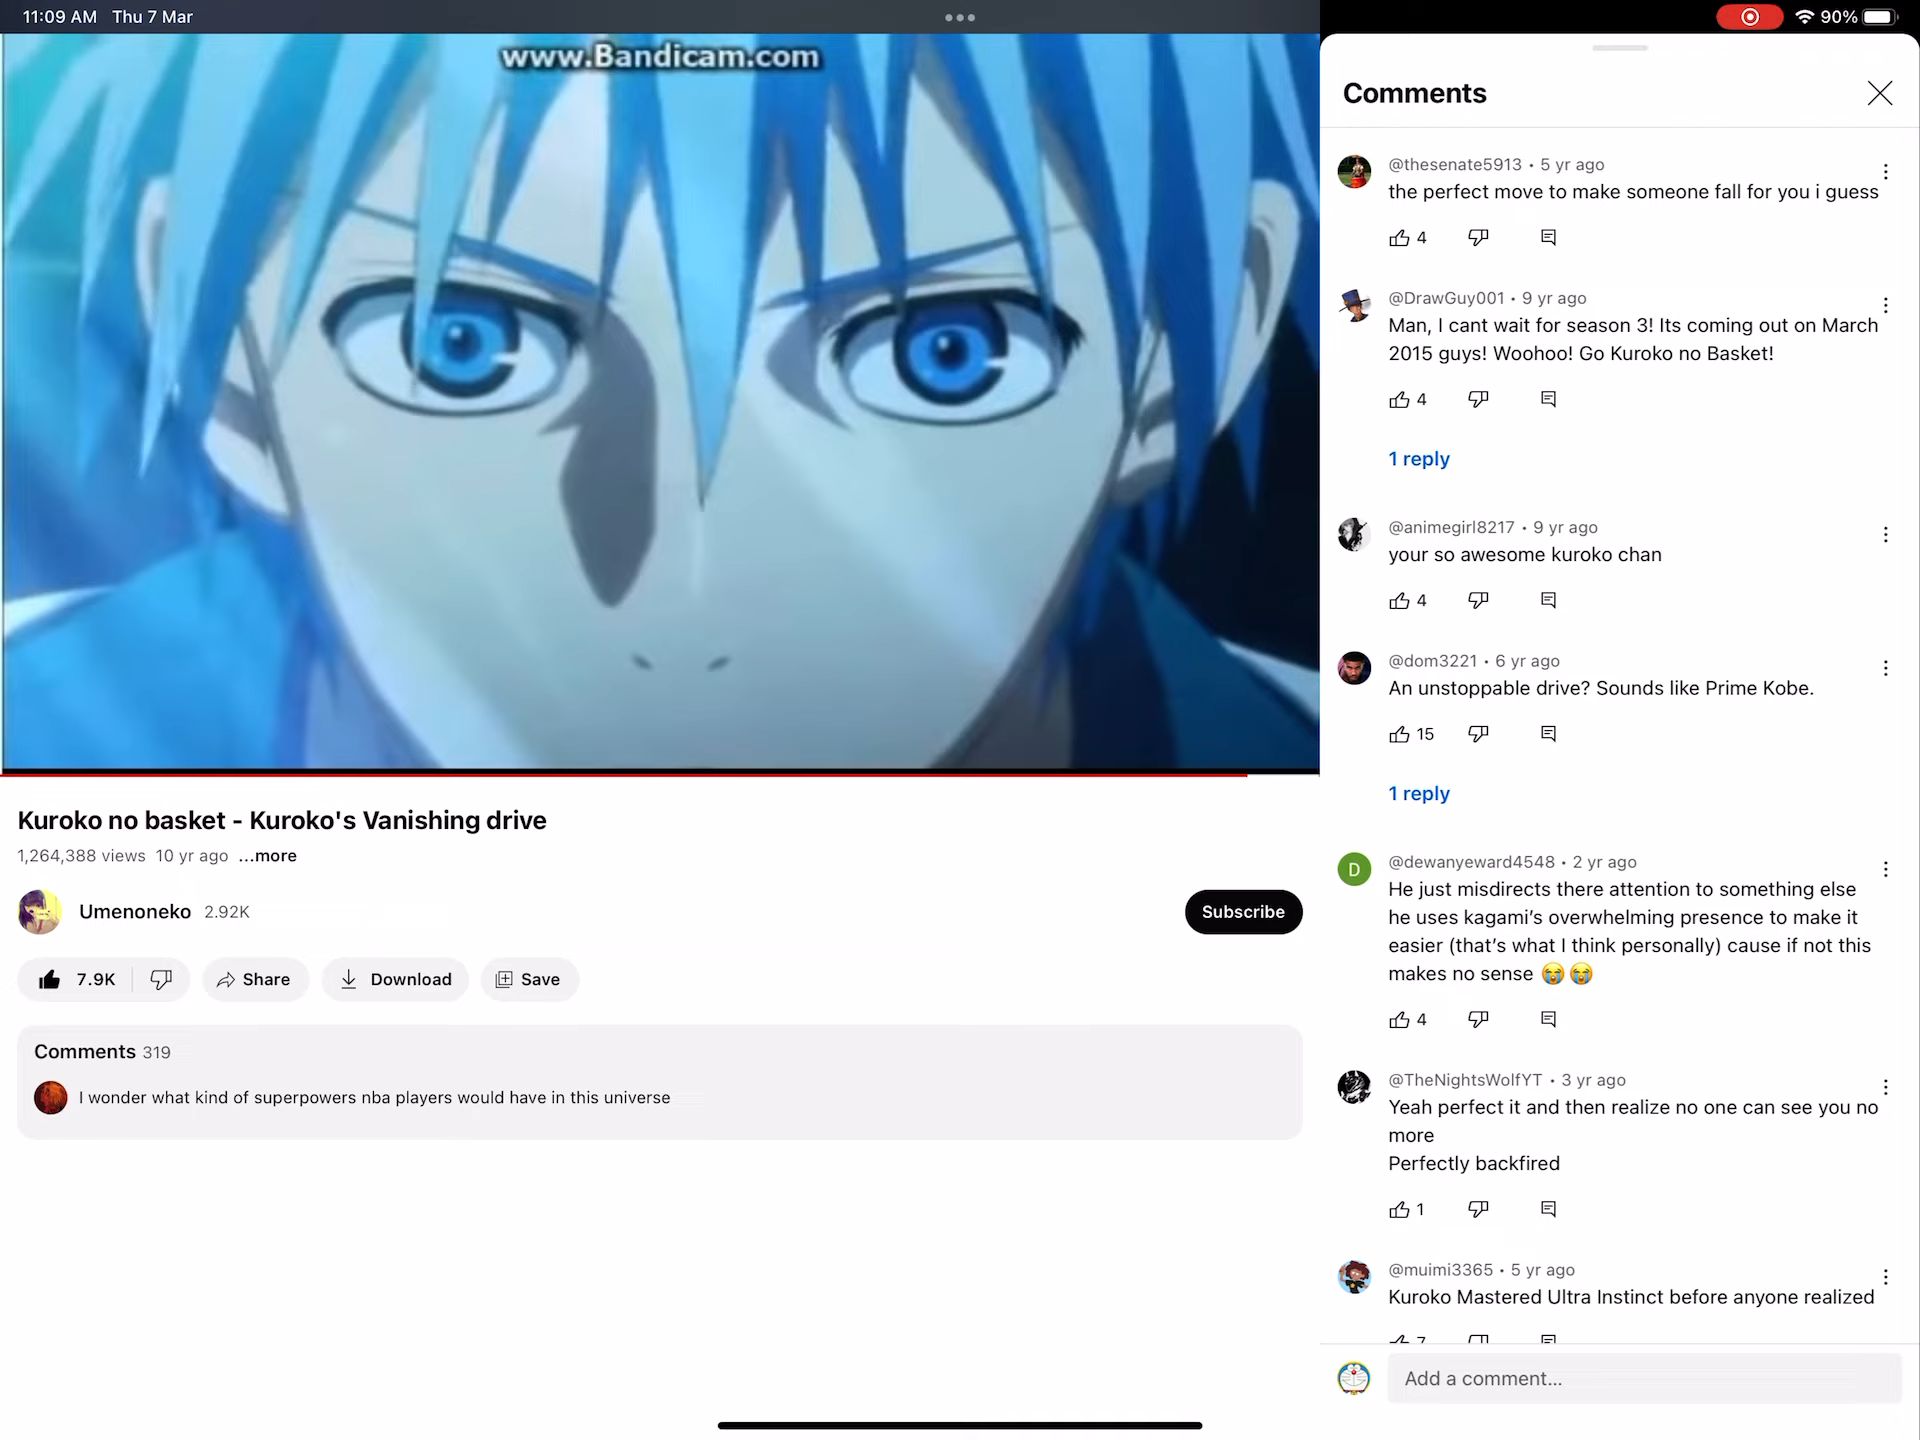 11:09 AM Thu 7 Mar
90%
www.Bandicam.com
Kuroko no basket - Kuroko's Vanishing drive
1,264,388 views 10 yr ago ...more
Umenoneko 2.92K
Subscribe
7.9K
Share
Download
Save
Comments 319
I wonder what kind of superpowers nba players would have in this universe
Comments
@thesenate5913 • 5 yr ago
the perfect move to make someone fall for you i guess
4
@DrawGuy001 • 9 yr ago
Man, I cant wait for season 3! Its coming out on March
2015 guys! Woohoo! Go Kuroko no Basket!
4
1 reply
@animegirl8217 • 9 yr ago
your so awesome kuroko chan
4
@dom3221 • 6 yr ago
An unstoppable drive? Sounds like Prime Kobe.
15
1 reply
D
@dewanyeward4548 • 2 yr ago
He just misdirects there attention to something else
he uses kagami’s overwhelming presence to make it
easier (that’s what I think personally) cause if not this
makes no sense 😭😭
4
@TheNightsWolfYT • 3 yr ago
Yeah perfect it and then realize no one can see you no
more
Perfectly backfired
1
@muimi3365 • 5 yr ago
Kuroko Mastered Ultra Instinct before anyone realized
7
Add a comment...